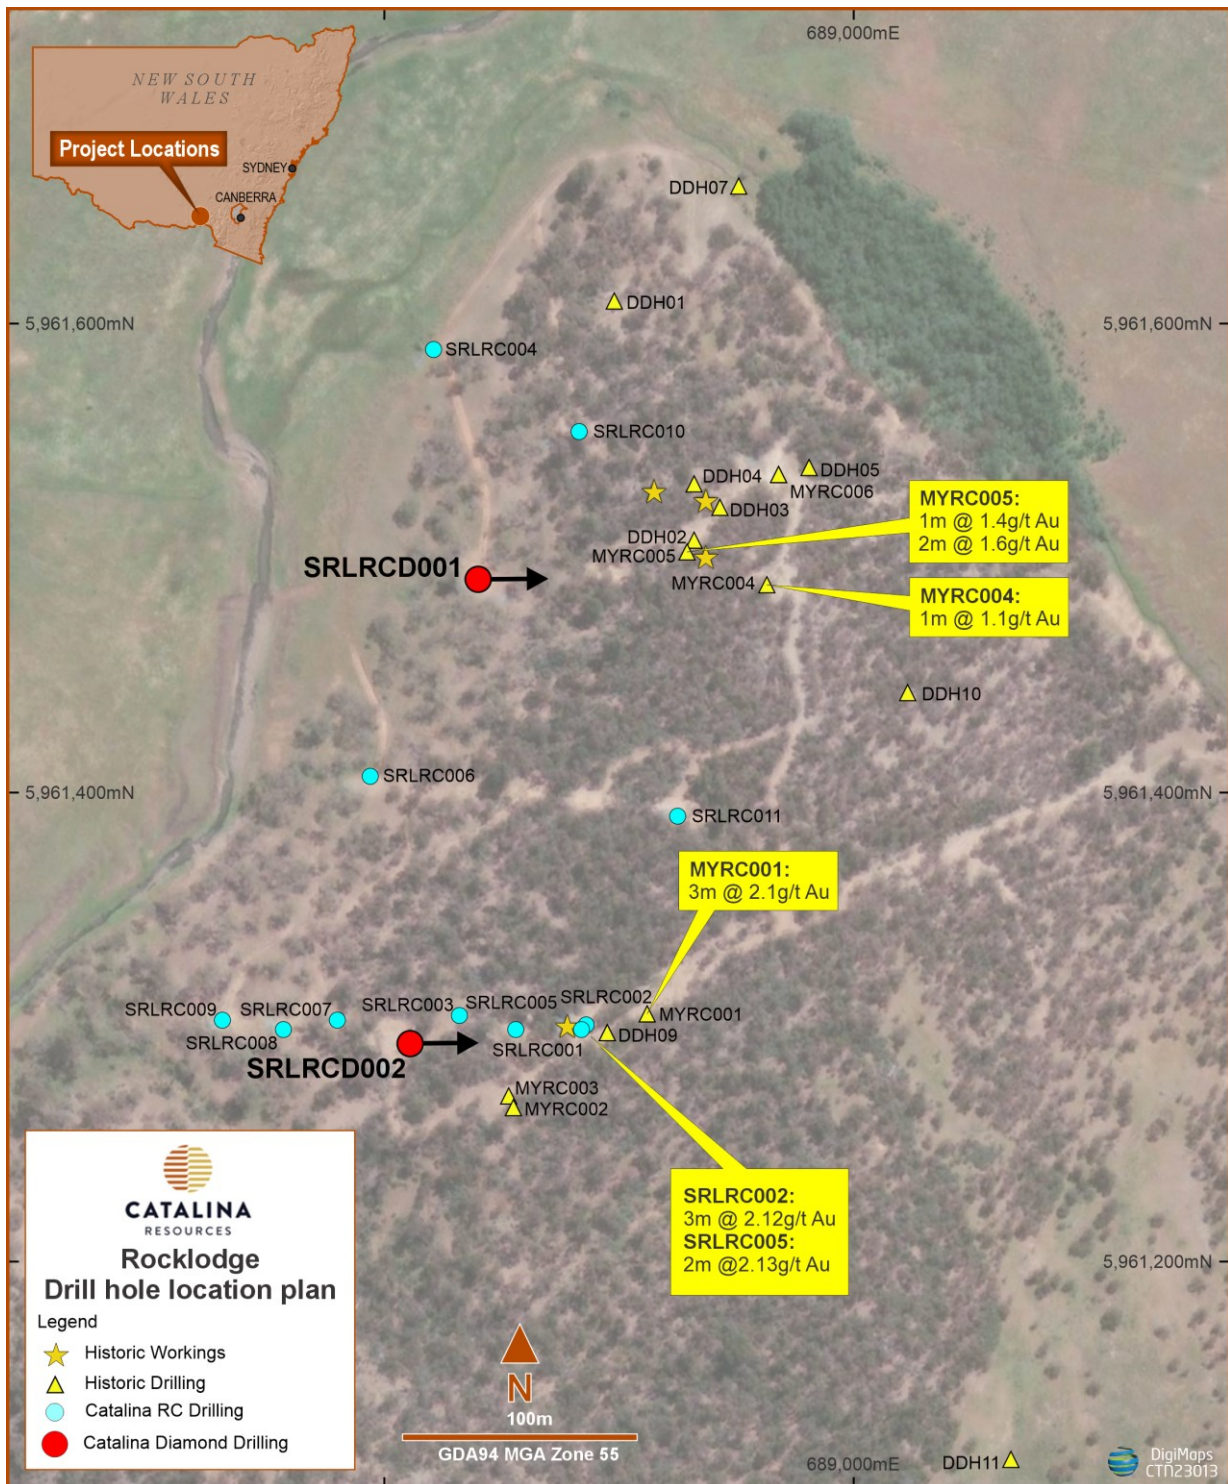 689,000mE
NEW SOUTH
WALES
Project Locations
SYDNEY
CANBERRA
DDH07
DDH01
5,961,600mN
5,961,600mN
SRLRC004
SRLRC010
DDH04
DDH05
MYRC006
DDH03
DDH02
MYRC005
MYRC004
MYRC005:
1m @ 1.4g/t Au
2m @ 1.6g/t Au
SRLRCD001
MYRC004:
1m @ 1.1g/t Au
DDH10
SRLRC006
5,961,400mN
5,961,400mN
SRLRC011
MYRC001:
3m @ 2.1g/t Au
SRLRC009
SRLRC007
SRLRC003
SRLRC005
SRLRC002
MYRC001
SRLRC008
SRLRC001
DDH09
SRLRCD002
MYRC003
MYRC002
SRLRC002:
3m @ 2.12g/t Au
SRLRC005:
2m @2.13g/t Au
5,961,200mN
CATALINA
RESOURCES
Rocklodge
Drill hole location plan
Legend
Historic Workings
Historic Drilling
Catalina RC Drilling
Catalina Diamond Drilling
N
100m
GDA94 MGA Zone 55
689,000mE
DDH11
DigiMaps
CTN23013